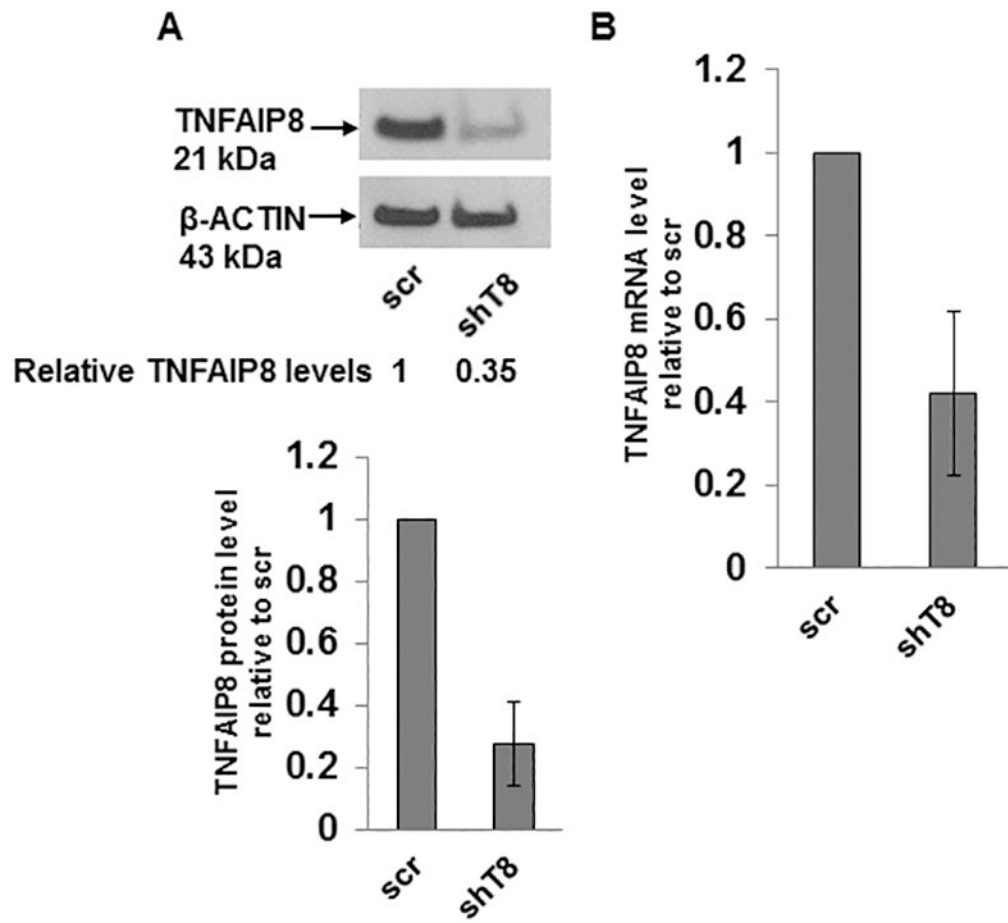 A
TNFAIP8
21 kDa
β-ACTIN
43 kDa
scr
shT8
Relative TNFAIP8 levels 1 0.35
TNFAIP8 protein level
relative to scr
1.2
1
0.8
0.6
0.4
0.2
0
scr
shT8
B
TNFAIP8 mRNA level
relative to scr
1.2
1
0.8
0.6
0.4
0.2
0
scr
shT8